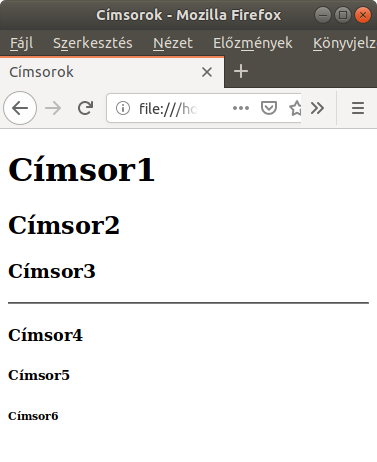 Címsorok - Mozilla Firefox
Fájl Szerkesztés Nézet Előzmények Könyvjelz
Címsorok
file:///ho
Címsor1
Címsor2
Címsor3
Címsor4
Címsor5
Címsor6